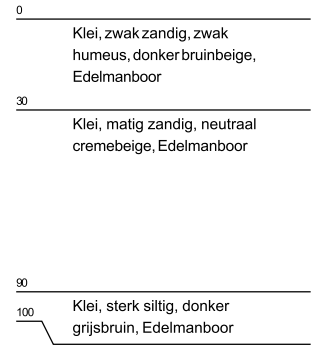 0
Klei, zwak zandig, zwak
humeus, donker bruinbeige,
Edelmanboor
30
Klei, matig zandig, neutraal
cremebeige, Edelmanboor
90
Klei, sterk siltig, donker
100
grijsbruin, Edelmanboor